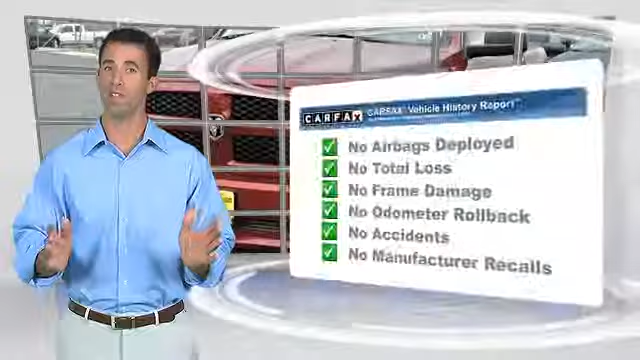 CARFAX CARFAX Vehicle History Report™
No Airbags Deployed
No Total Loss
No Frame Damage
No Odometer Rollback
No Accidents
No Manufacturer Recalls